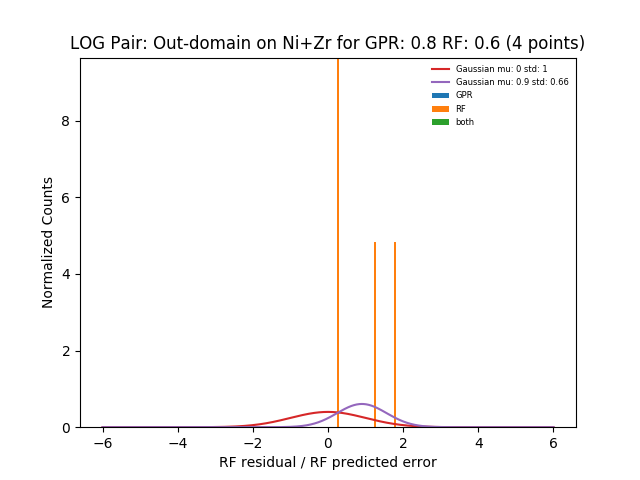 LOG Pair: Out-domain on Ni+Zr for GPR: 0.8 RF: 0.6 (4 points)
Gaussian mu: 0 std: 1
Gaussian mu: 0.9 std: 0.66
GPR
RF
both
Normalized Counts
8
6
4
2
0
−6 −4 −2 0 2 4 6
RF residual / RF predicted error